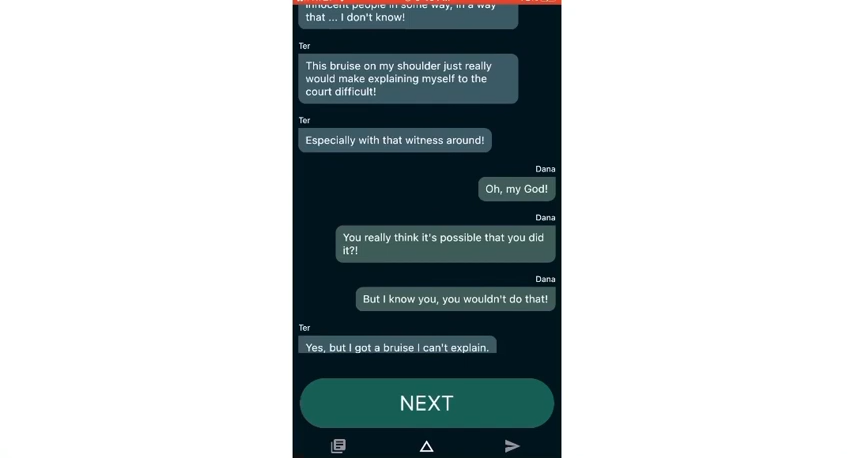 innocent people in some way, in a way
that ... I don't know!
Ter
This bruise on my shoulder just really
would make explaining myself to the
court difficult!
Ter
Especially with that witness around!
Dana
Oh, my God!
Dana
You really think it's possible that you did
it?!
Dana
But I know you, you wouldn't do that!
Ter
Yes, but I got a bruise I can't explain.
NEXT